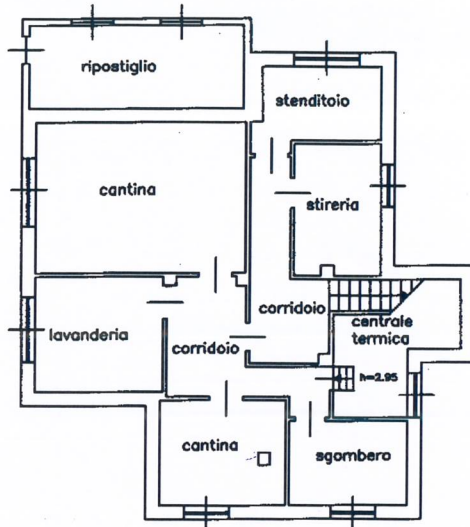 ripostiglio
stenditoio
cantina
stireria
lavanderia
corridoio
corridoio
centrale
termica
h=2.95
cantina
sgombero